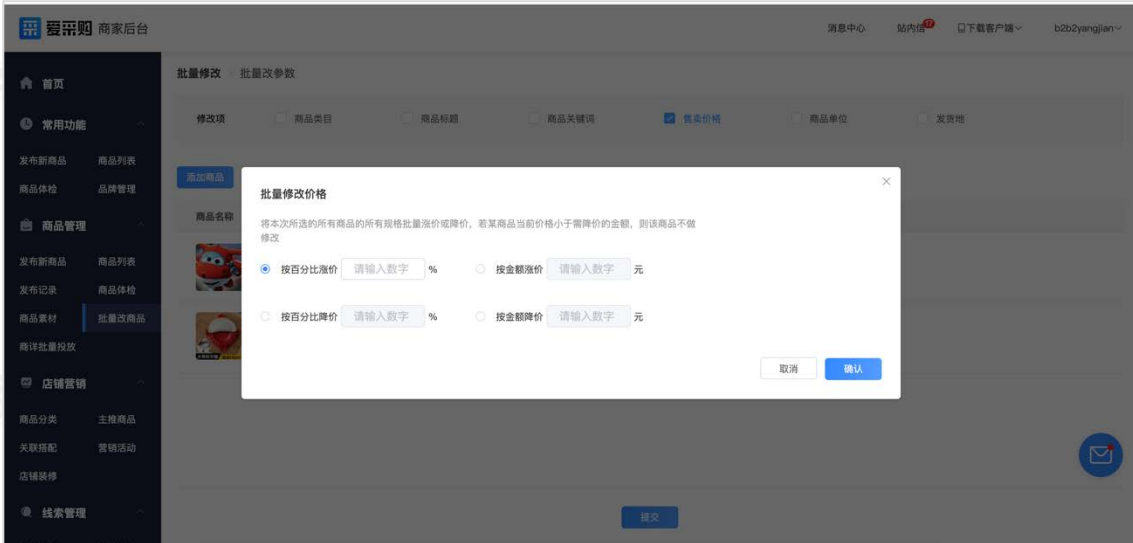 爱采购 商家后台
消息中心 站内信 17 下载客户端 b2b2yangjian
首页
常用功能
发布新商品 商品列表
商品体检 品牌管理
商品管理
发布新商品 商品列表
发布记录 商品体检
商品素材 批量改商品
商详批量投放
店铺营销
商品分类 主推商品
关联搭配 营销活动
店铺装修
线索管理
批量修改 批量改参数
修改项 商品类目 商品标题 商品关键词 售卖价格 商品单位 发货地
添加商品
商品名称
批量修改价格
将本次所选的所有商品的所有规格批量涨价或降价，若某商品当前价格小于需降价的金额，则该商品不做
修改
按百分比涨价 请输入数字 % 按金额涨价 请输入数字 元
按百分比降价 请输入数字 % 按金额降价 请输入数字 元
取消 确认
提交